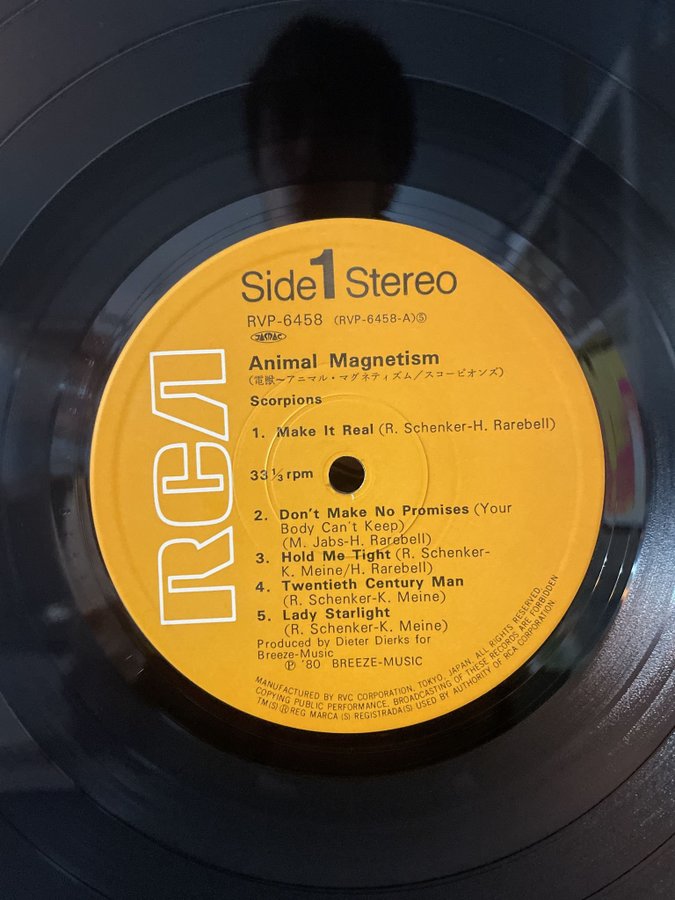 Side 1 Stereo
RVP-6458 (RVP-6458-A)⑤
JASRAC
Animal Magnetism
(電獣〜アニマル・マグネティズム/スコーピオンズ)
Scorpions
1. Make It Real (R. Schenker-H. Rarebell)
33 1/3 rpm
2. Don't Make No Promises (Your
Body Can't Keep)
(M. Jabs-H. Rarebell)
3. Hold Me Tight (R. Schenker-
K. Meine/H. Rarebell)
4. Twentieth Century Man
(R. Schenker-K. Meine)
5. Lady Starlight
(R. Schenker-K. Meine)
Produced by Dieter Dierks for
Breeze-Music
Ⓟ '80 BREEZE-MUSIC
MANUFACTURED BY RVC CORPORATION, TOKYO, JAPAN, ALL RIGHTS RESERVED.
COPYING PUBLIC PERFORMANCE, BROADCASTING OF THESE RECORDS ARE FORBIDDEN
TM(S) Ⓡ REG MARCA(S) REGISTRADA(S) USED BY AUTHORITY OF RCA CORPORATION.
RCA